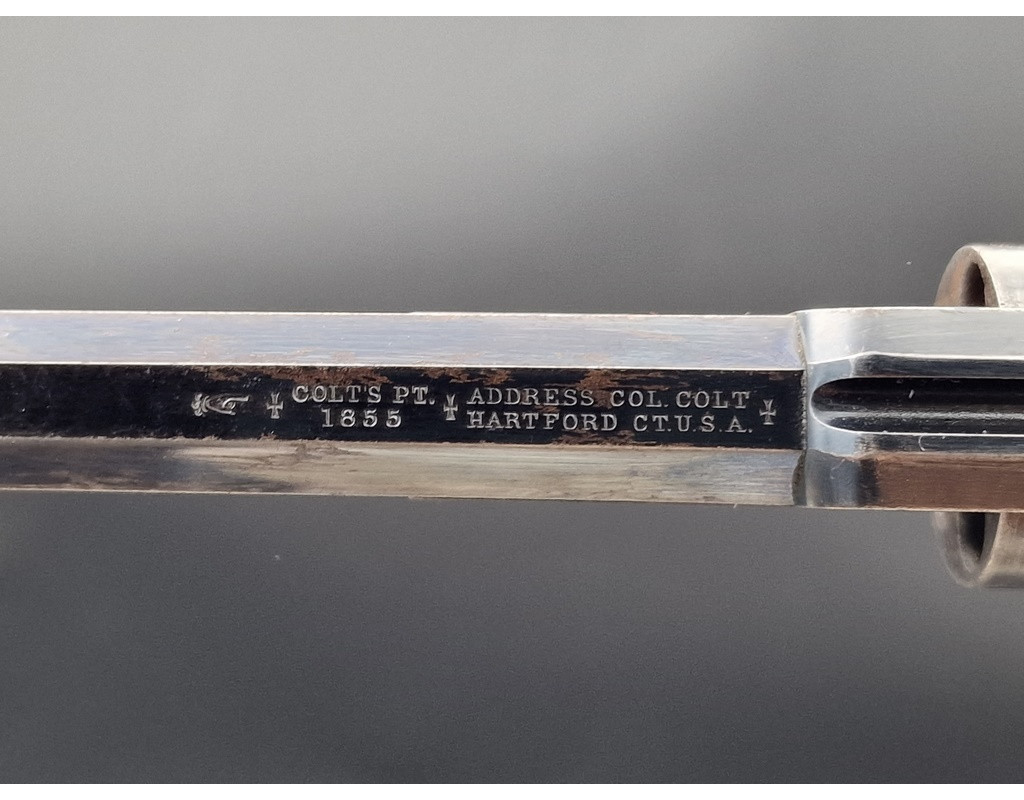 COLT'S PT.
1855
ADDRESS COL. COLT
HARTFORD CT.U.S.A.